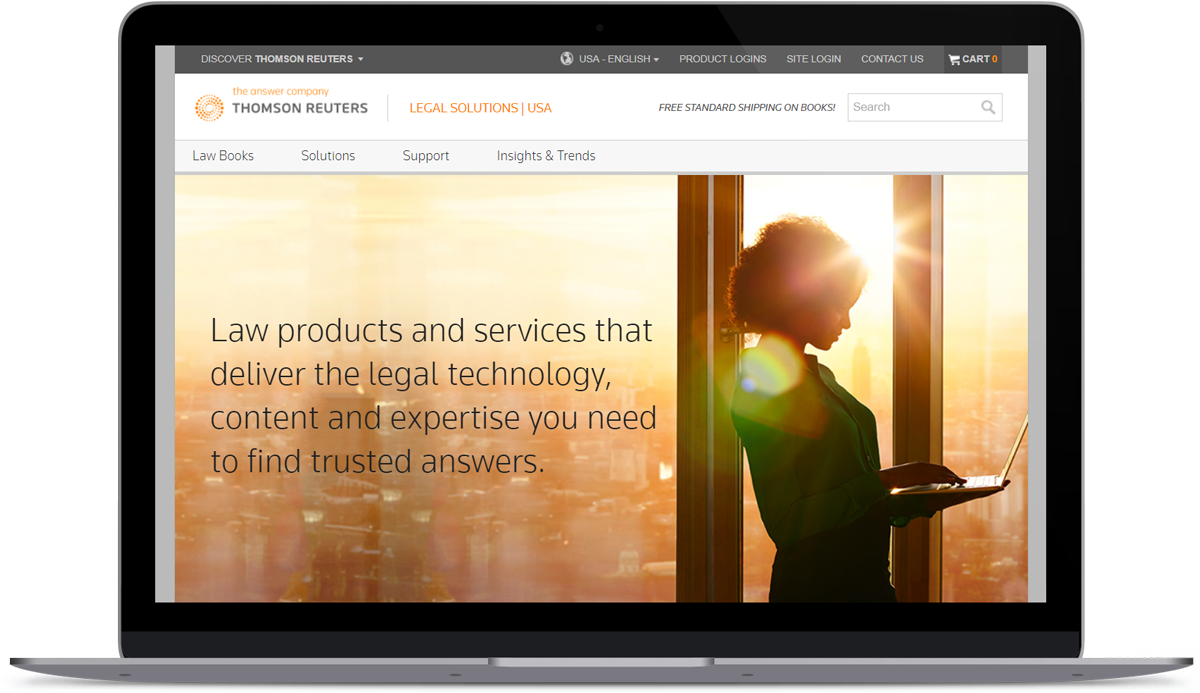 DISCOVER THOMSON REUTERS
USA - ENGLISH
PRODUCT LOGINS
SITE LOGIN
CONTACT US
CART 0
the answer company
THOMSON REUTERS
LEGAL SOLUTIONS | USA
FREE STANDARD SHIPPING ON BOOKS!
Search
Law Books
Solutions
Support
Insights & Trends
Law products and services that
deliver the legal technology,
content and expertise you need
to find trusted answers.